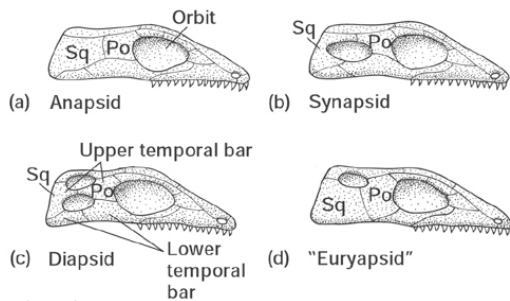 Orbit
Sq
Po
(a) Anapsid
Sq
Po
(b) Synapsid
Upper temporal bar
Sq
Po
(c) Diapsid
Lower
temporal
bar
Sq
Po
(d) "Euryapsid"